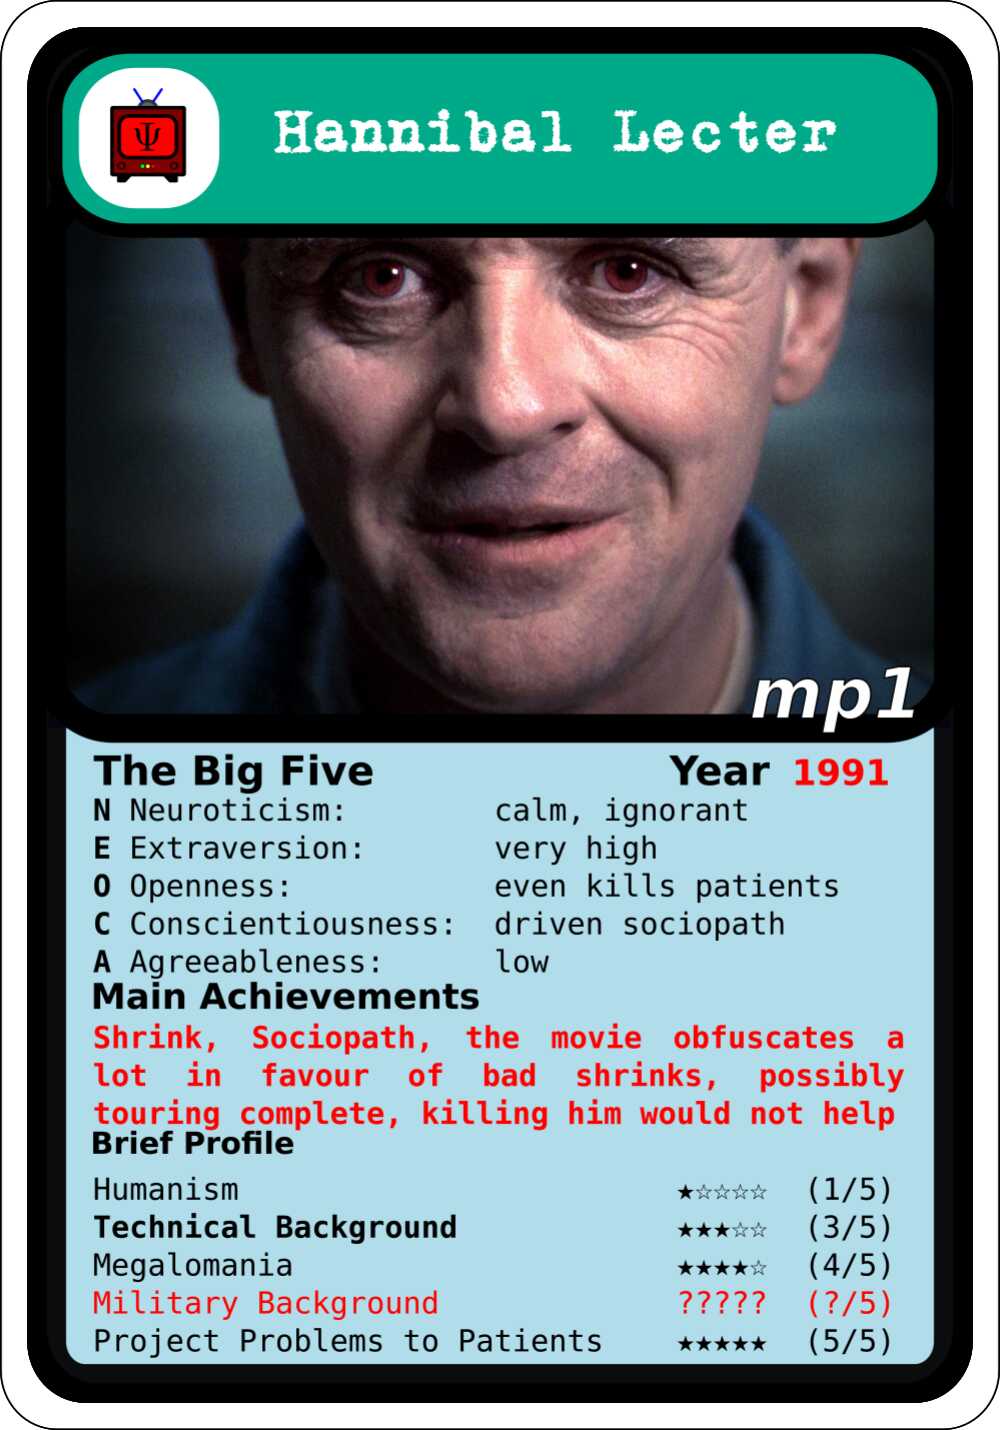 Ψ
Hannibal Lecter
mp1
The Big Five Year 1991
N Neuroticism: calm, ignorant
E Extraversion: very high
O Openness: even kills patients
C Conscientiousness: driven sociopath
A Agreeableness: low
Main Achievements
Shrink, Sociopath, the movie obfuscates a
lot in favour of bad shrinks, possibly
touring complete, killing him would not help
Brief Profile
Humanism ★☆☆☆☆ (1/5)
Technical Background ★★★☆☆ (3/5)
Megalomania ★★★★☆ (4/5)
Military Background ????? (?/5)
Project Problems to Patients ★★★★★ (5/5)